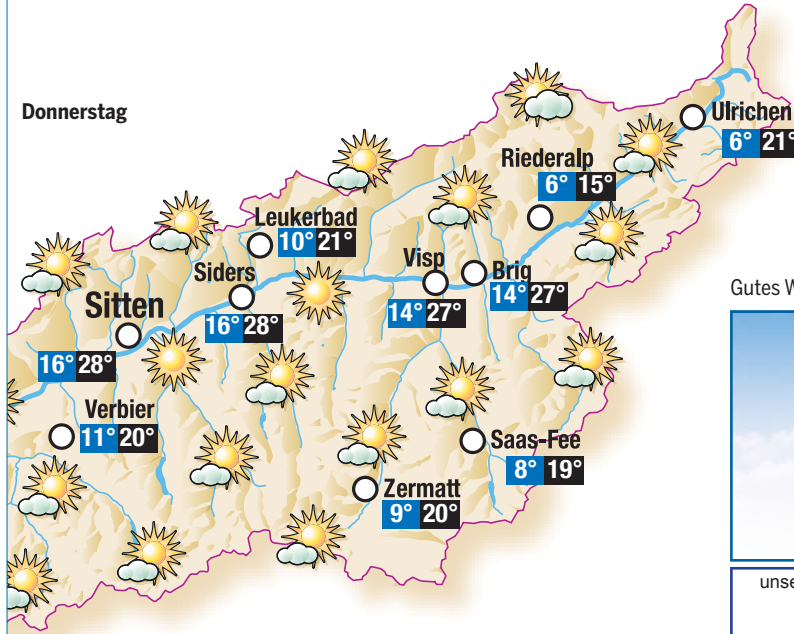 Donnerstag
Ulrichen
6° 21°
Riederalp
6° 15°
Leukerbad
10° 21°
Visp
14° 27°
Brig
14° 27°
Siders
16° 28°
Sitten
16° 28°
Gutes W
Verbier
11° 20°
Saas-Fee
8° 19°
Zermatt
9° 20°
unse